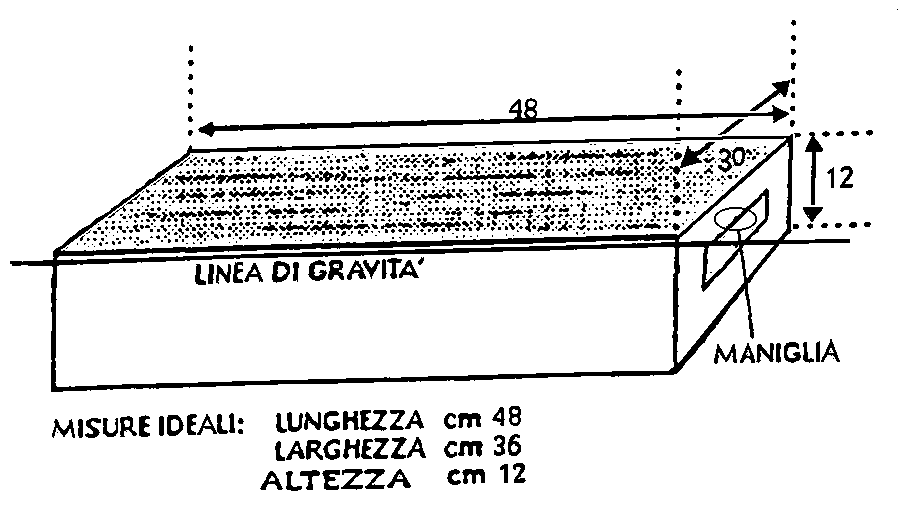 48
30
12
LINEA DI GRAVITA'
MANIGLIA
MISURE IDEALI: LUNGHEZZA cm 48
LARGHEZZA cm 36
ALTEZZA cm 12